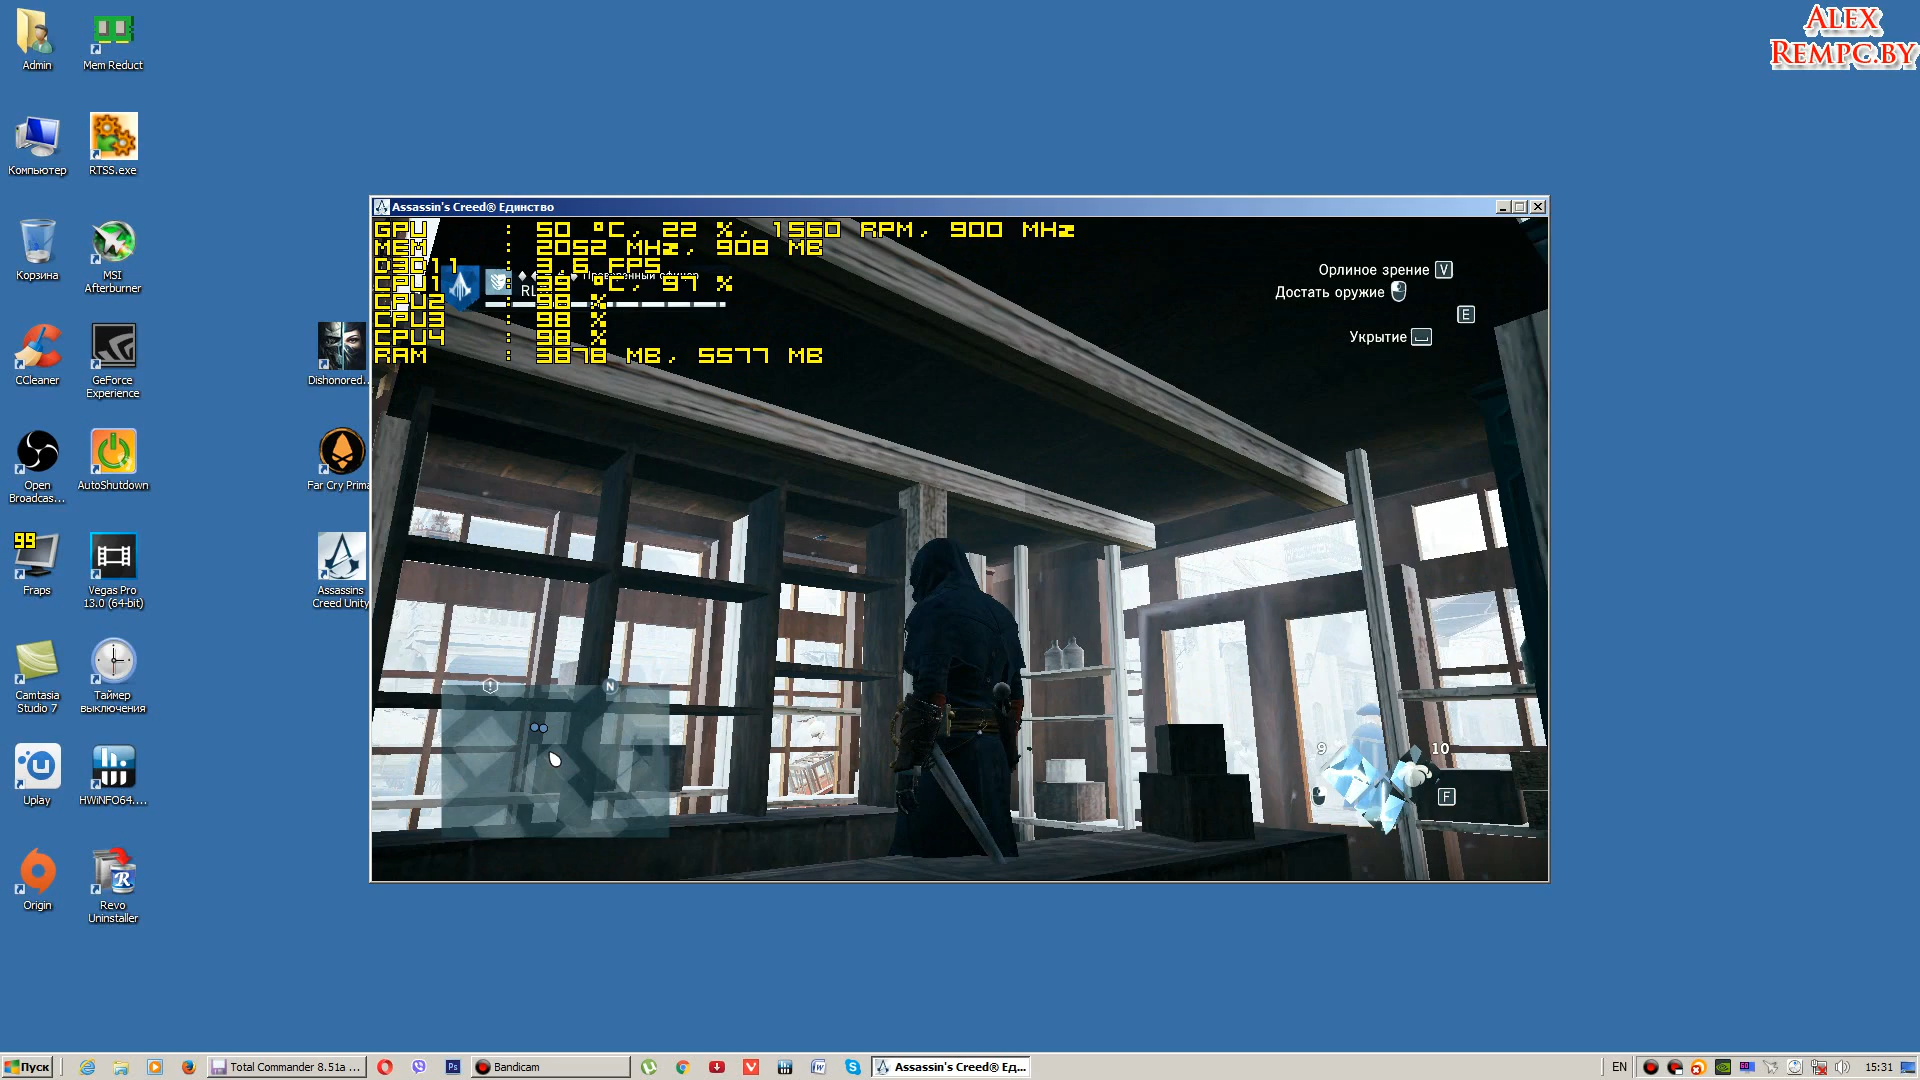 Alex
Rempc.by
Admin
Mem Reduct
Компьютер
RTSS.exe
Корзина
MSI
Afterburner
CCleaner
GeForce
Experience
Dishonored...
Open
Broadcas...
AutoShutdown
Far Cry Prima
99
Fraps
Vegas Pro
13.0 (64-bit)
Assassins
Creed Unity
Camtasia
Studio 7
Таймер
выключения
Uplay
HWiNFO64....
Origin
Revo
Uninstaller
Assassin's Creed® Единство
GPU : 50 °C, 22 %, 1560 RPM, 900 MHz
MEM : 2052 MHz, 908 MB
D3D11 : 3.6 FPS
CPU1 : 39 °C, 97 %
CPU2 : 98 %
CPU3 : 98 %
CPU4 : 98 %
RAM : 3878 MB, 5577 MB
Орлиное зрение V
Достать оружие
E
Укрытие
N
9
10
F
Пуск
Total Commander 8.51a ...
Ps
Bandicam
Assassin's Creed® Ед...
EN
15:31